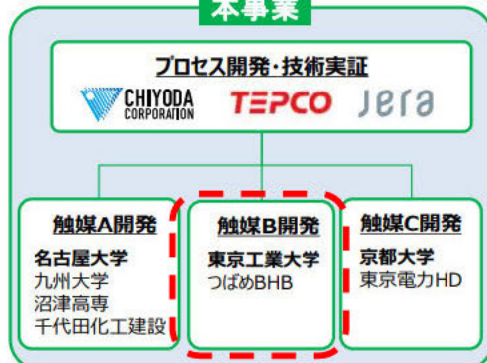 本事業
プロセス開発・技術実証
CHIYODA
CORPORATION
TEPCO
Jera
触媒A開発
名古屋大学
九州大学
沼津高専
千代田化工建設
触媒B開発
東京工業大学
つばめBHB
触媒C開発
京都大学
東京電力HD